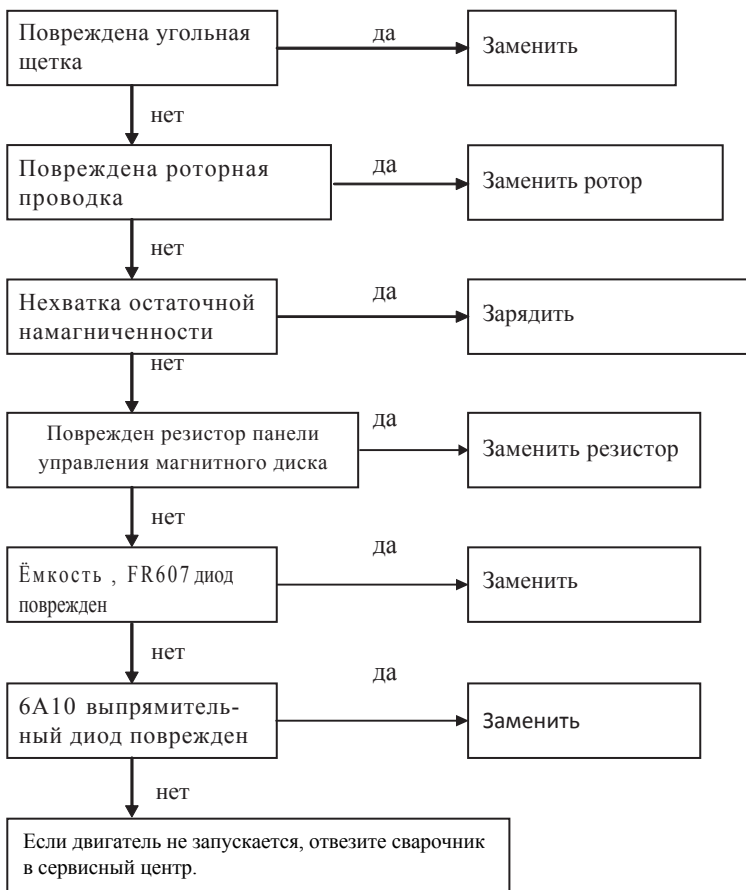 Повреждена угольная
щетка
да
Заменить
нет
Повреждена роторная
проводка
да
Заменить ротор
нет
Нехватка остаточной
намагниченности
да
Зарядить
нет
Поврежден резистор панели
управления магнитного диска
да
Заменить резистор
нет
Ёмкость , FR607 диод
поврежден
да
Заменить
нет
6А10 выпрямитель-
ный диод поврежден
да
Заменить
нет
Если двигатель не запускается, отвезите сварочник
в сервисный центр.